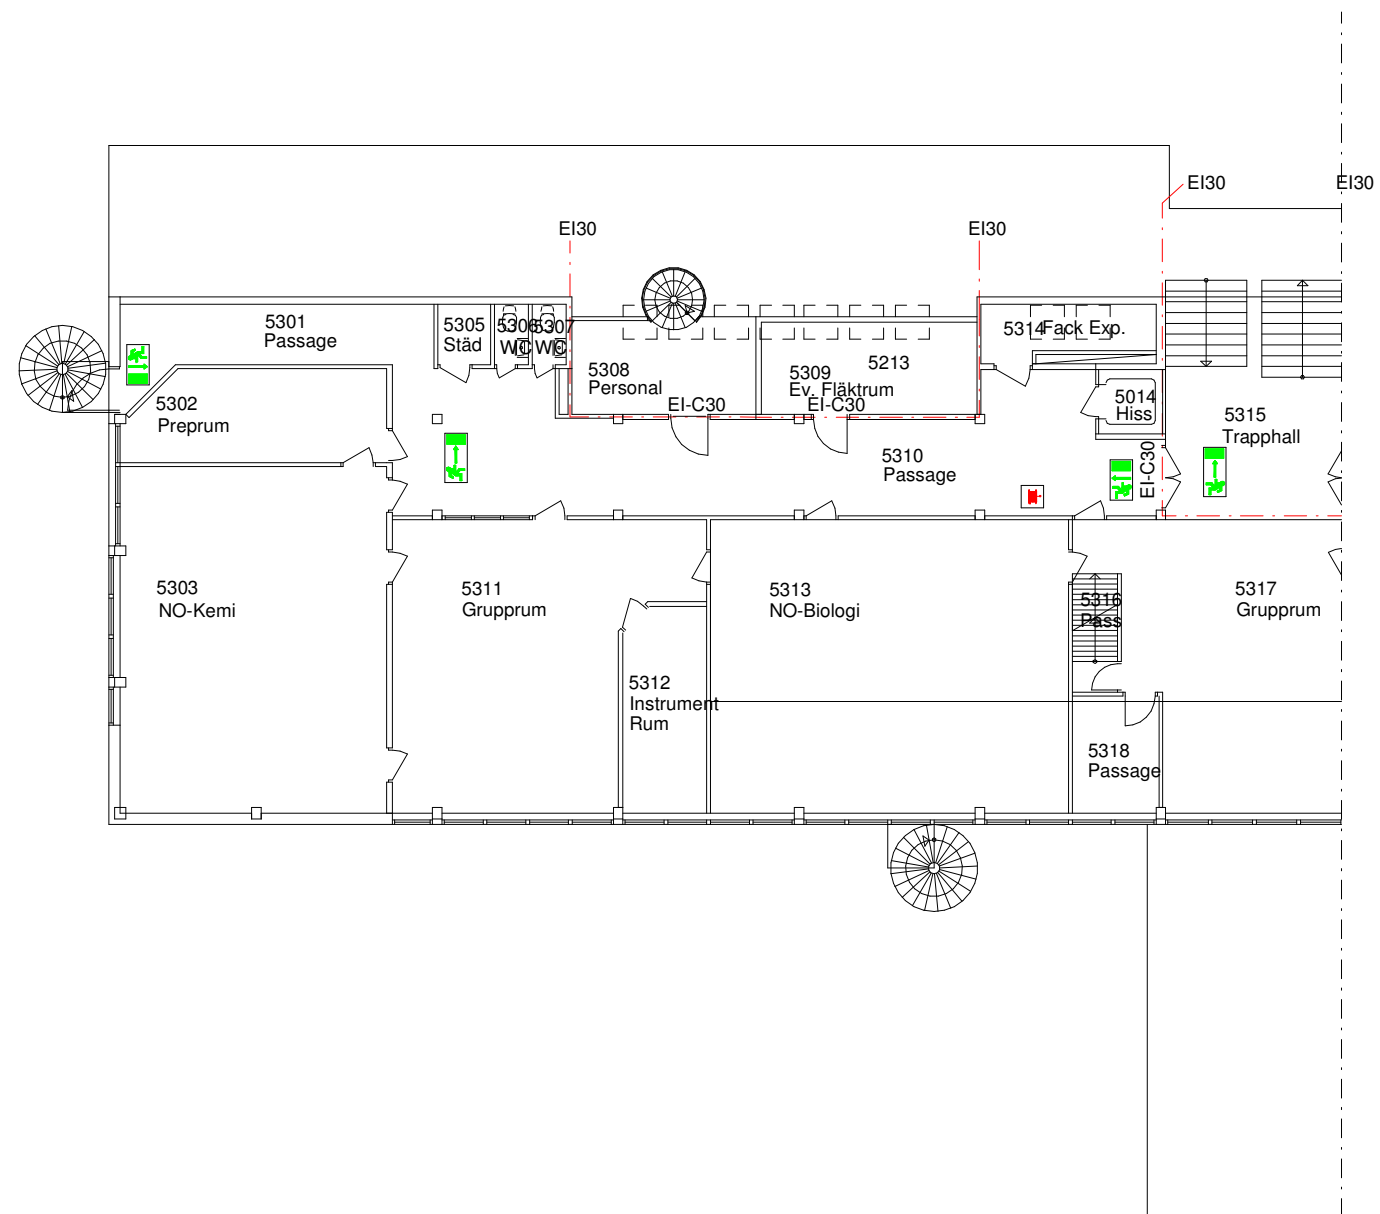 EI30
EI30
EI30
EI30
5301
Passage
5305
Städ
5306
WC
5307
WC
5314
Fack Exp.
5308
Personal
5213
5309
Ev. Fläktrum
EI-C30
EI-C30
5302
Preprum
5014
Hiss
5315
Trapphall
5310
Passage
EI-C30
5303
NO-Kemi
5311
Grupprum
5313
NO-Biologi
5316
Pass
5317
Grupprum
5312
Instrument
Rum
5318
Passage